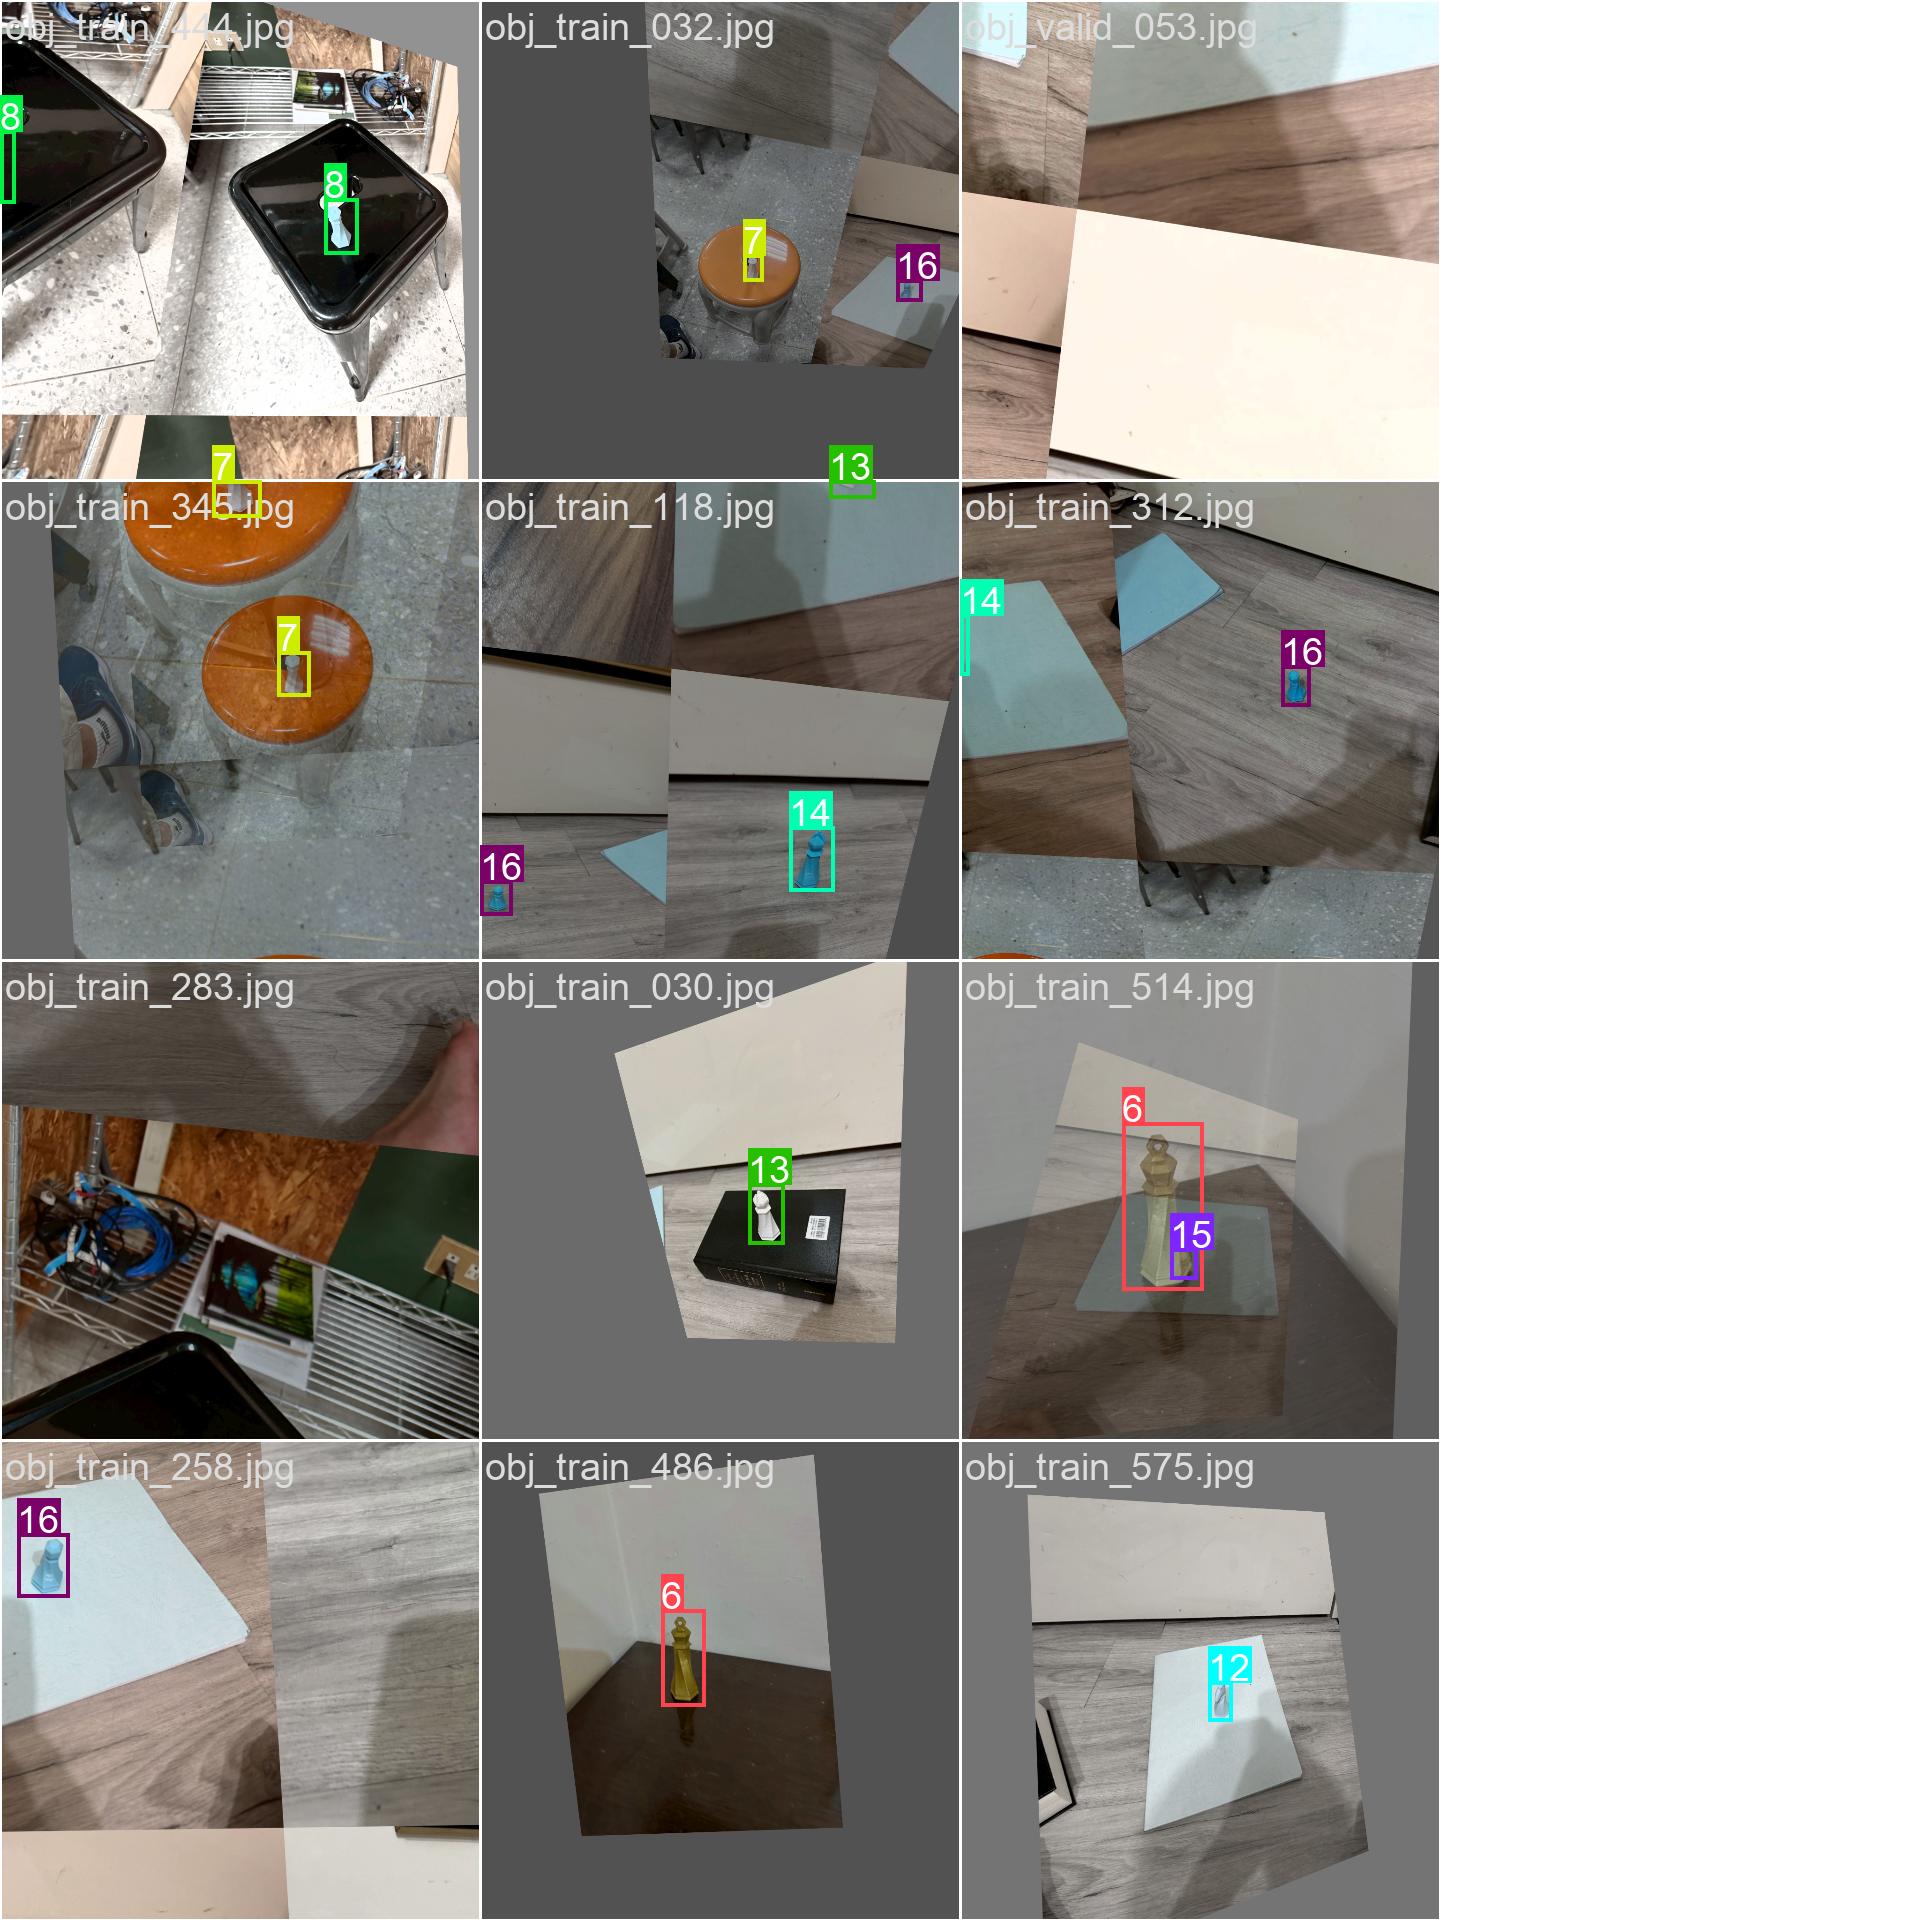 obj_train_444.jpg
8
8
obj_train_032.jpg
7
16
obj_valid_053.jpg
obj_train_345.jpg
7
7
obj_train_118.jpg
13
16
14
obj_train_312.jpg
14
16
obj_train_283.jpg
obj_train_030.jpg
13
obj_train_514.jpg
6
15
obj_train_258.jpg
16
obj_train_486.jpg
6
obj_train_575.jpg
12